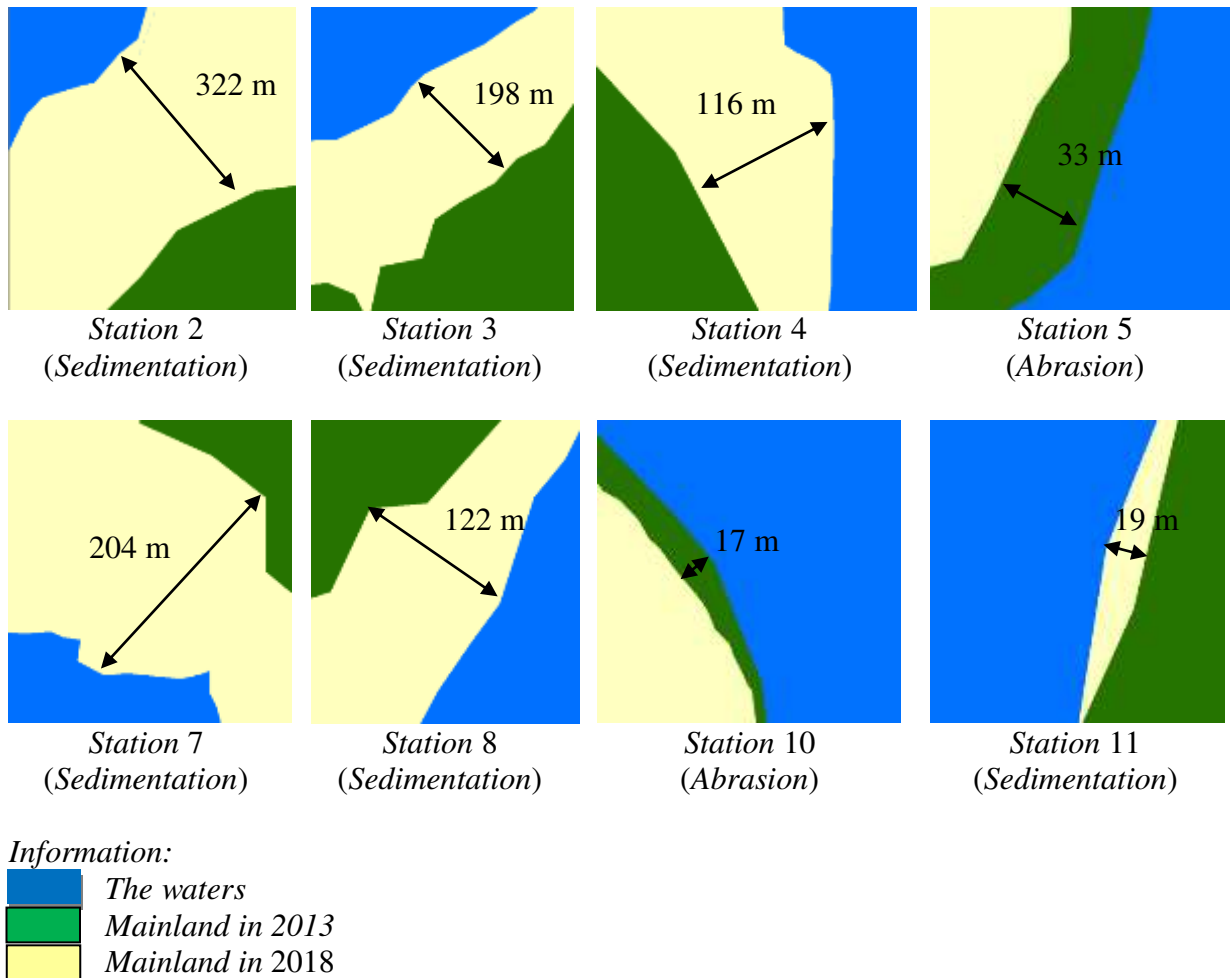 322 m
198 m
116 m
33 m
Station 2
(Sedimentation)
Station 3
(Sedimentation)
Station 4
(Sedimentation)
Station 5
(Abrasion)
204 m
122 m
17 m
19 m
Station 7
(Sedimentation)
Station 8
(Sedimentation)
Station 10
(Abrasion)
Station 11
(Sedimentation)
Information:
The waters
Mainland in 2013
Mainland in 2018